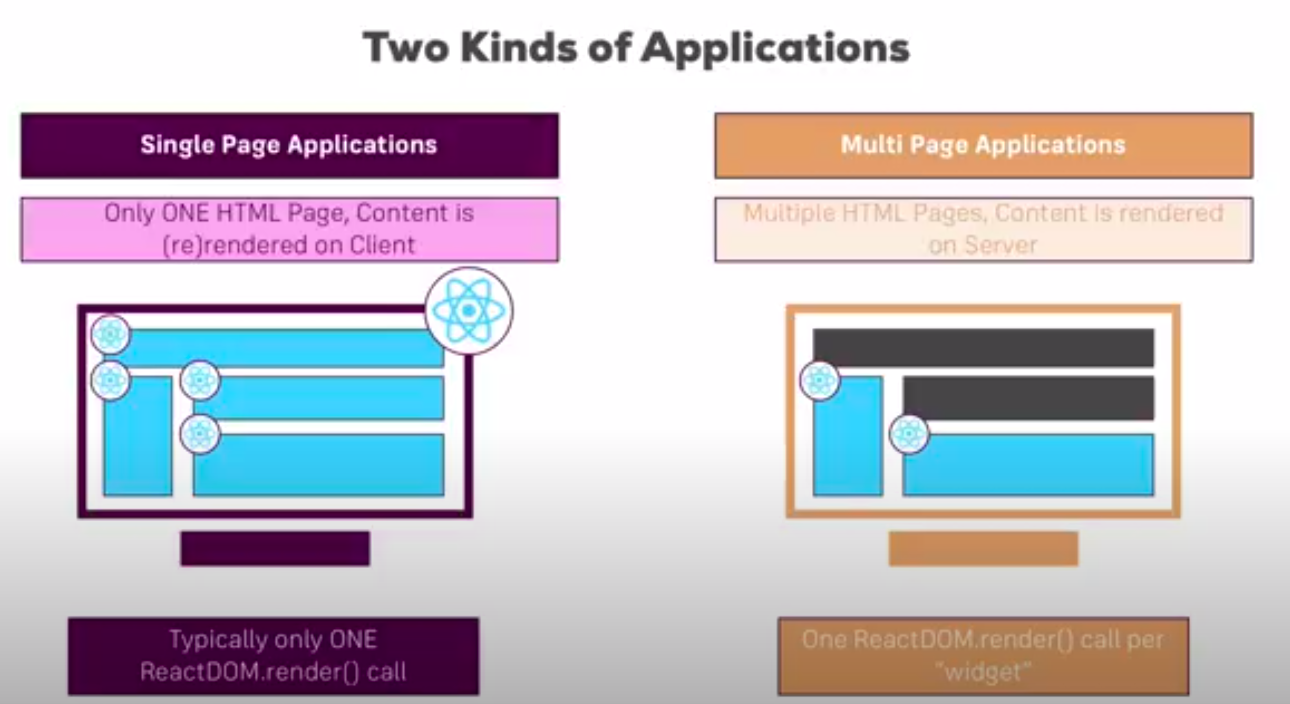 Two Kinds of Applications
Single Page Applications
Only ONE HTML Page, Content is
(re)rendered on Client
Typically only ONE
ReactDOM.render() call
Multi Page Applications
Multiple HTML Pages, Content is rendered
on Server
One ReactDOM.render() call per
"widget"